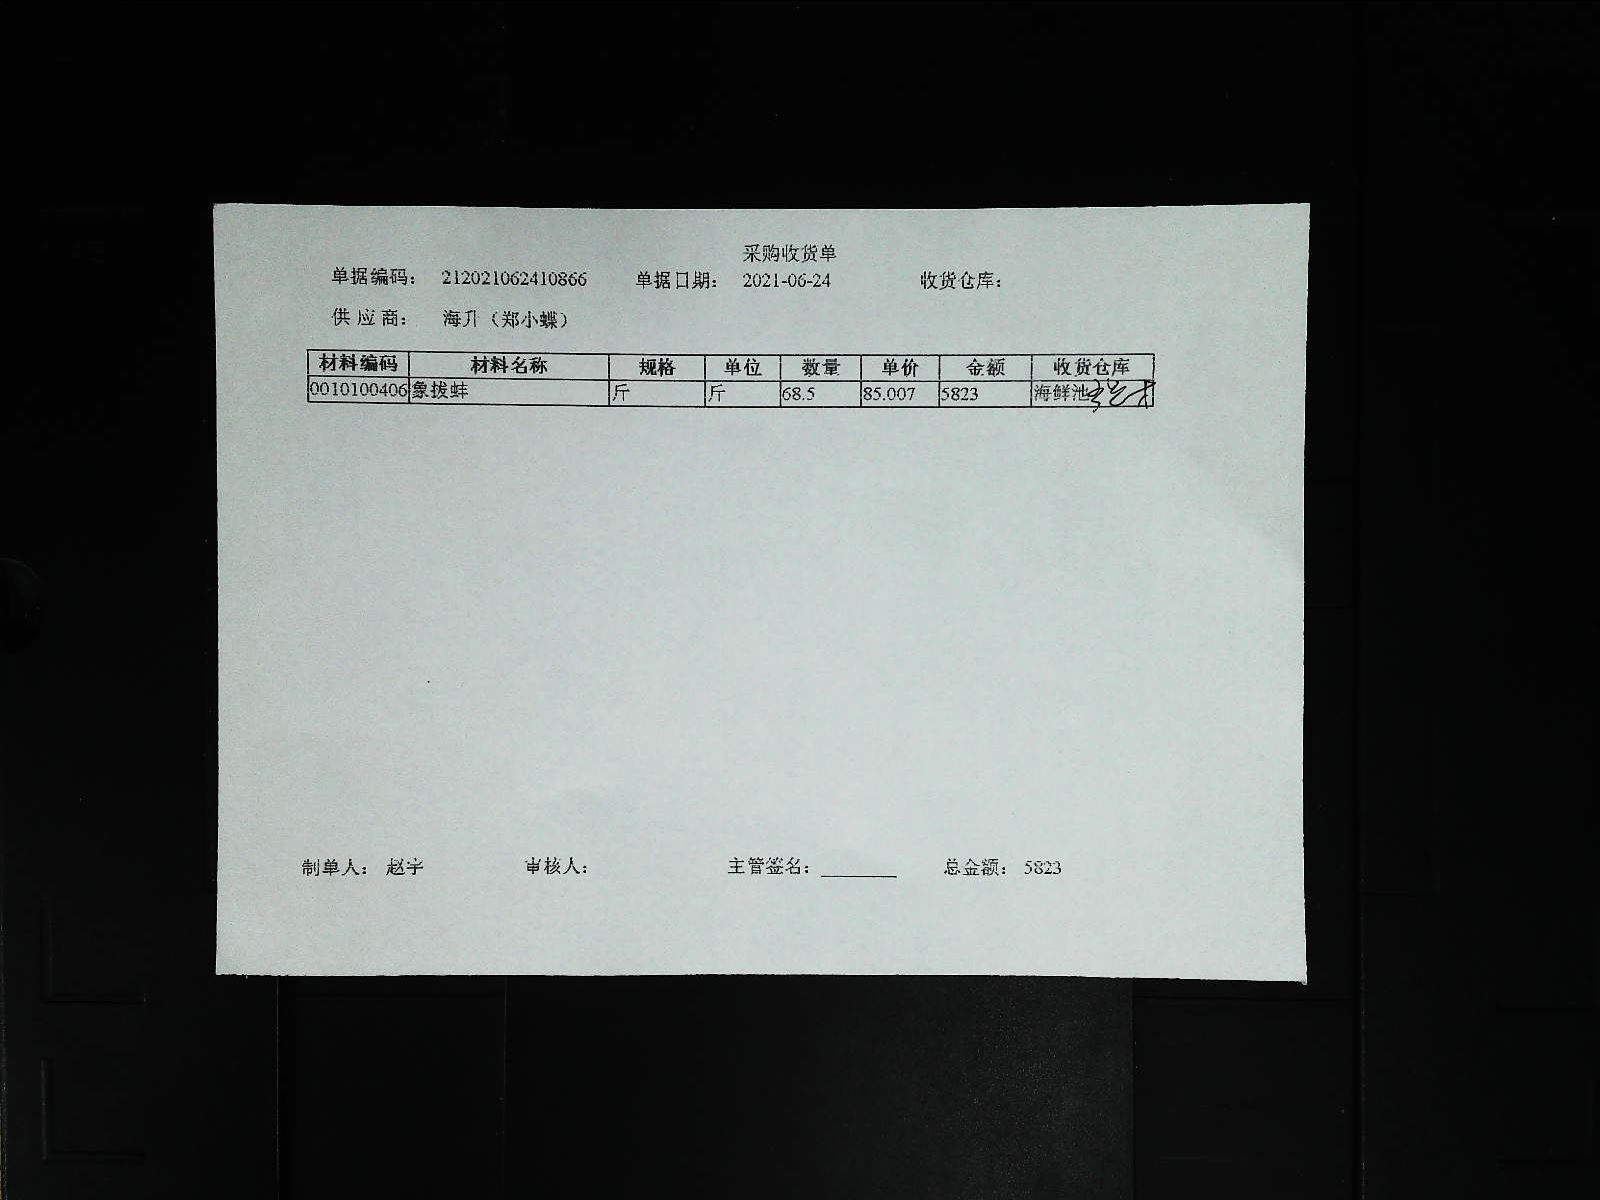 采购收货单
单据编码： 212021062410866 单据日期： 2021-06-24 收货仓库：
供 应 商： 海升（郑小蝶）
材料编码 材料名称 规格 单位 数量 单价 金额 收货仓库
0010100406 象拔蚌 斤 斤 68.5 85.007 5823 海鲜池
制单人： 赵宇 审核人： 主管签名：________ 总金额： 5823